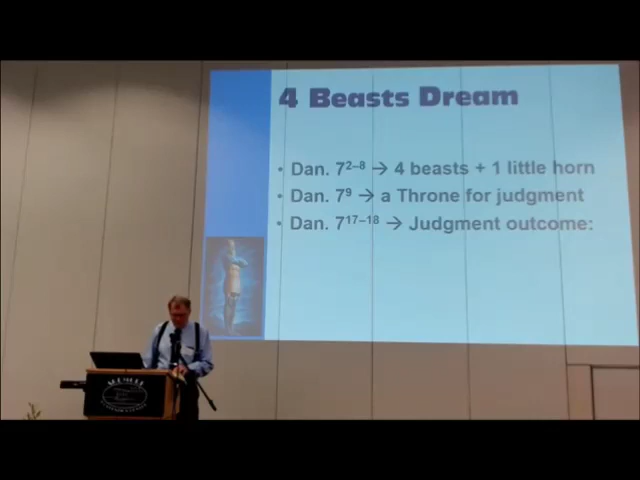 4 Beasts Dream
• Dan. 7²⁻⁸ → 4 beasts + 1 little horn
• Dan. 7⁹ → a Throne for judgment
• Dan. 7¹⁷⁻¹⁸ → Judgment outcome: